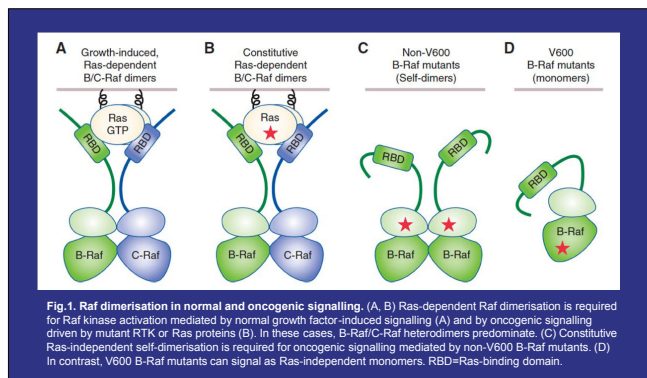 A
Growth-induced,
Ras-dependent
B/C-Raf dimers
Ras
GTP
RBD
RBD
B-Raf
C-Raf
B
Constitutive
Ras-dependent
B/C-Raf dimers
Ras
RBD
RBD
B-Raf
C-Raf
C
Non-V600
B-Raf mutants
(Self-dimers)
RBD
RBD
B-Raf
B-Raf
D
V600
B-Raf mutants
(monomers)
RBD
B-Raf
Fig.1. Raf dimerisation in normal and oncogenic signalling. (A, B) Ras-dependent Raf dimerisation is required
for Raf kinase activation mediated by normal growth factor-induced signalling (A) and by oncogenic signalling
driven by mutant RTK or Ras proteins (B). In these cases, B-Raf/C-Raf heterodimers predominate. (C) Constitutive
Ras-independent self-dimerisation is required for oncogenic signalling mediated by non-V600 B-Raf mutants. (D)
In contrast, V600 B-Raf mutants can signal as Ras-independent monomers. RBD=Ras-binding domain.